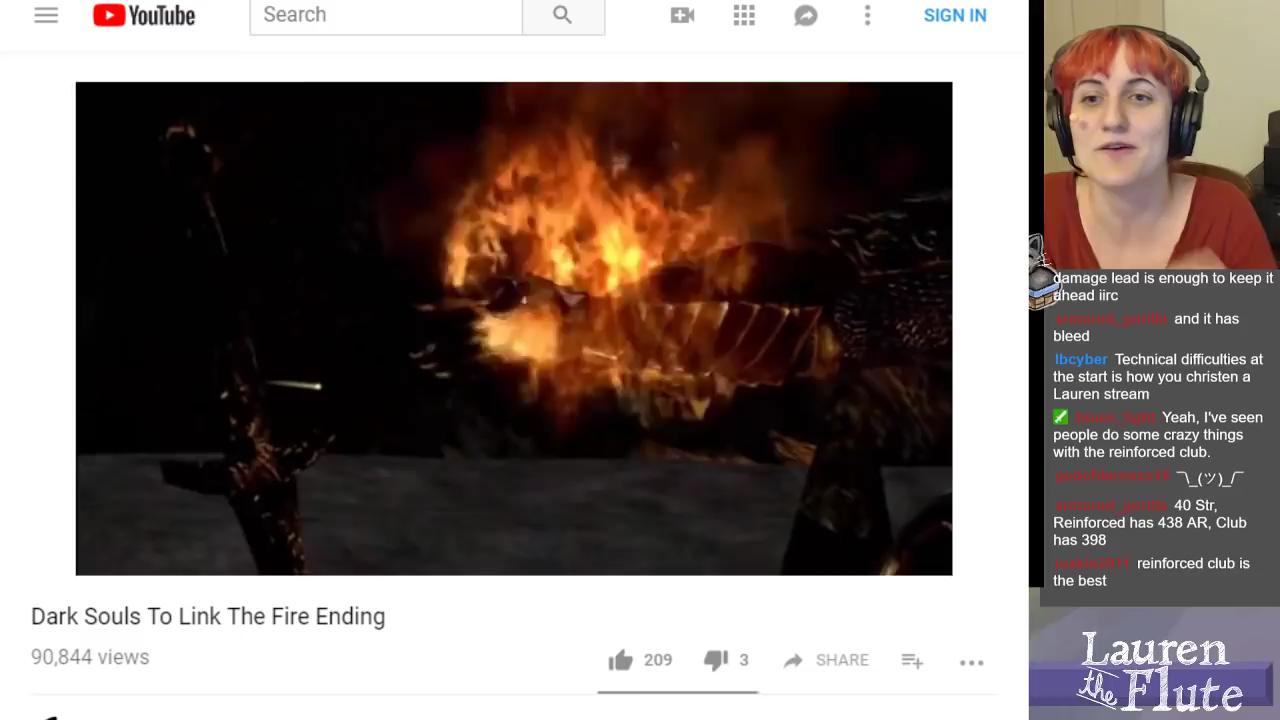 YouTube
Search
SIGN IN
Dark Souls To Link The Fire Ending
90,844 views
209
3
SHARE
damage lead is enough to keep it
ahead iirc
armored_gorilla and it has
bleed
lbcyber Technical difficulties at
the start is how you christen a
Lauren stream
Yeah, I've seen
people do some crazy things
with the reinforced club.
¯\_(ツ)_/¯
armored_gorilla 40 Str,
Reinforced has 438 AR, Club
has 398
reinforced club is
the best
Lauren
the Flute